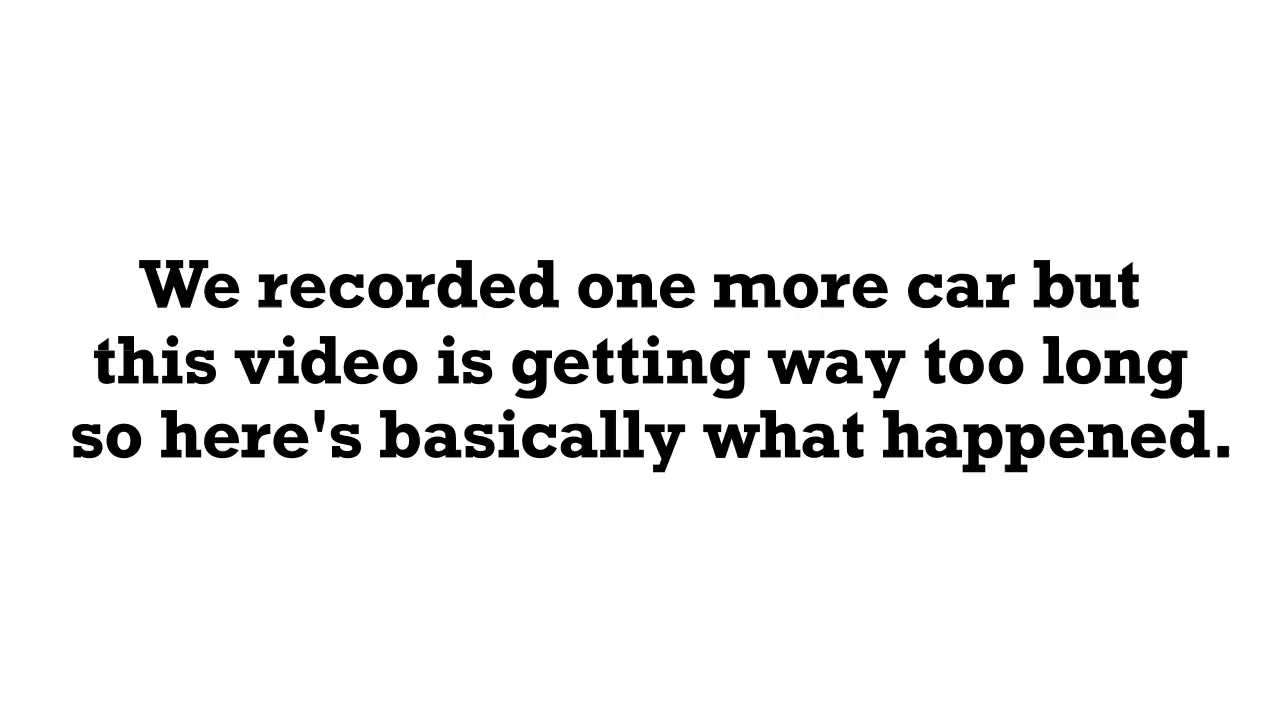 We recorded one more car but
this video is getting way too long
so here's basically what happened.